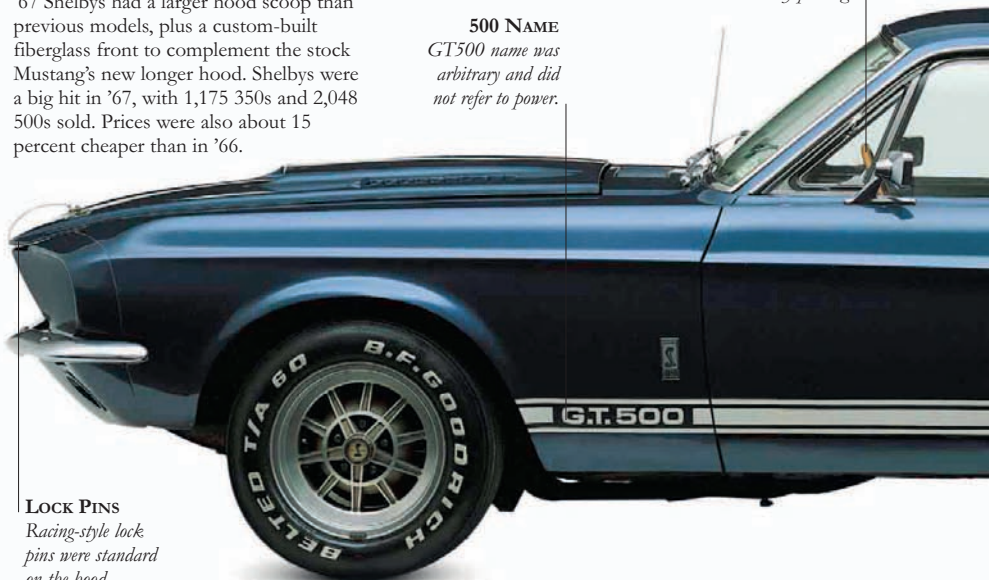 '67 Shelbys had a larger hood scoop than
previous models, plus a custom-built
fiberglass front to complement the stock
Mustang's new longer hood. Shelbys were
a big hit in '67, with 1,175 350s and 2,048
500s sold. Prices were also about 15
percent cheaper than in '66.
500 NAME
GT500 name was
arbitrary and did
not refer to power.
G.T.500
BELTED T/A 60
B.F.GOODRICH
LOCK PINS
Racing-style lock
pins were standard
on the hood